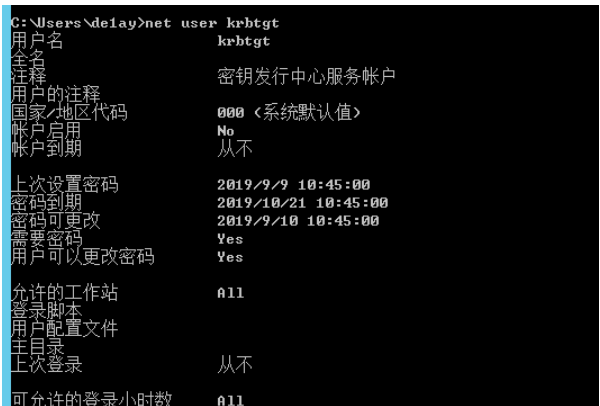 C:\Users\de1ay>net user krbtgt
用户名 krbtgt
全名
注释 密钥发行中心服务帐户
用户的注释
国家/地区代码 000 (系统默认值)
帐户启用 No
帐户到期 从不
上次设置密码 2019/9/9 10:45:00
密码到期 2019/10/21 10:45:00
密码可更改 2019/9/10 10:45:00
需要密码 Yes
用户可以更改密码 Yes
允许的工作站 All
登录脚本
用户配置文件
主目录
上次登录 从不
可允许的登录小时数 All